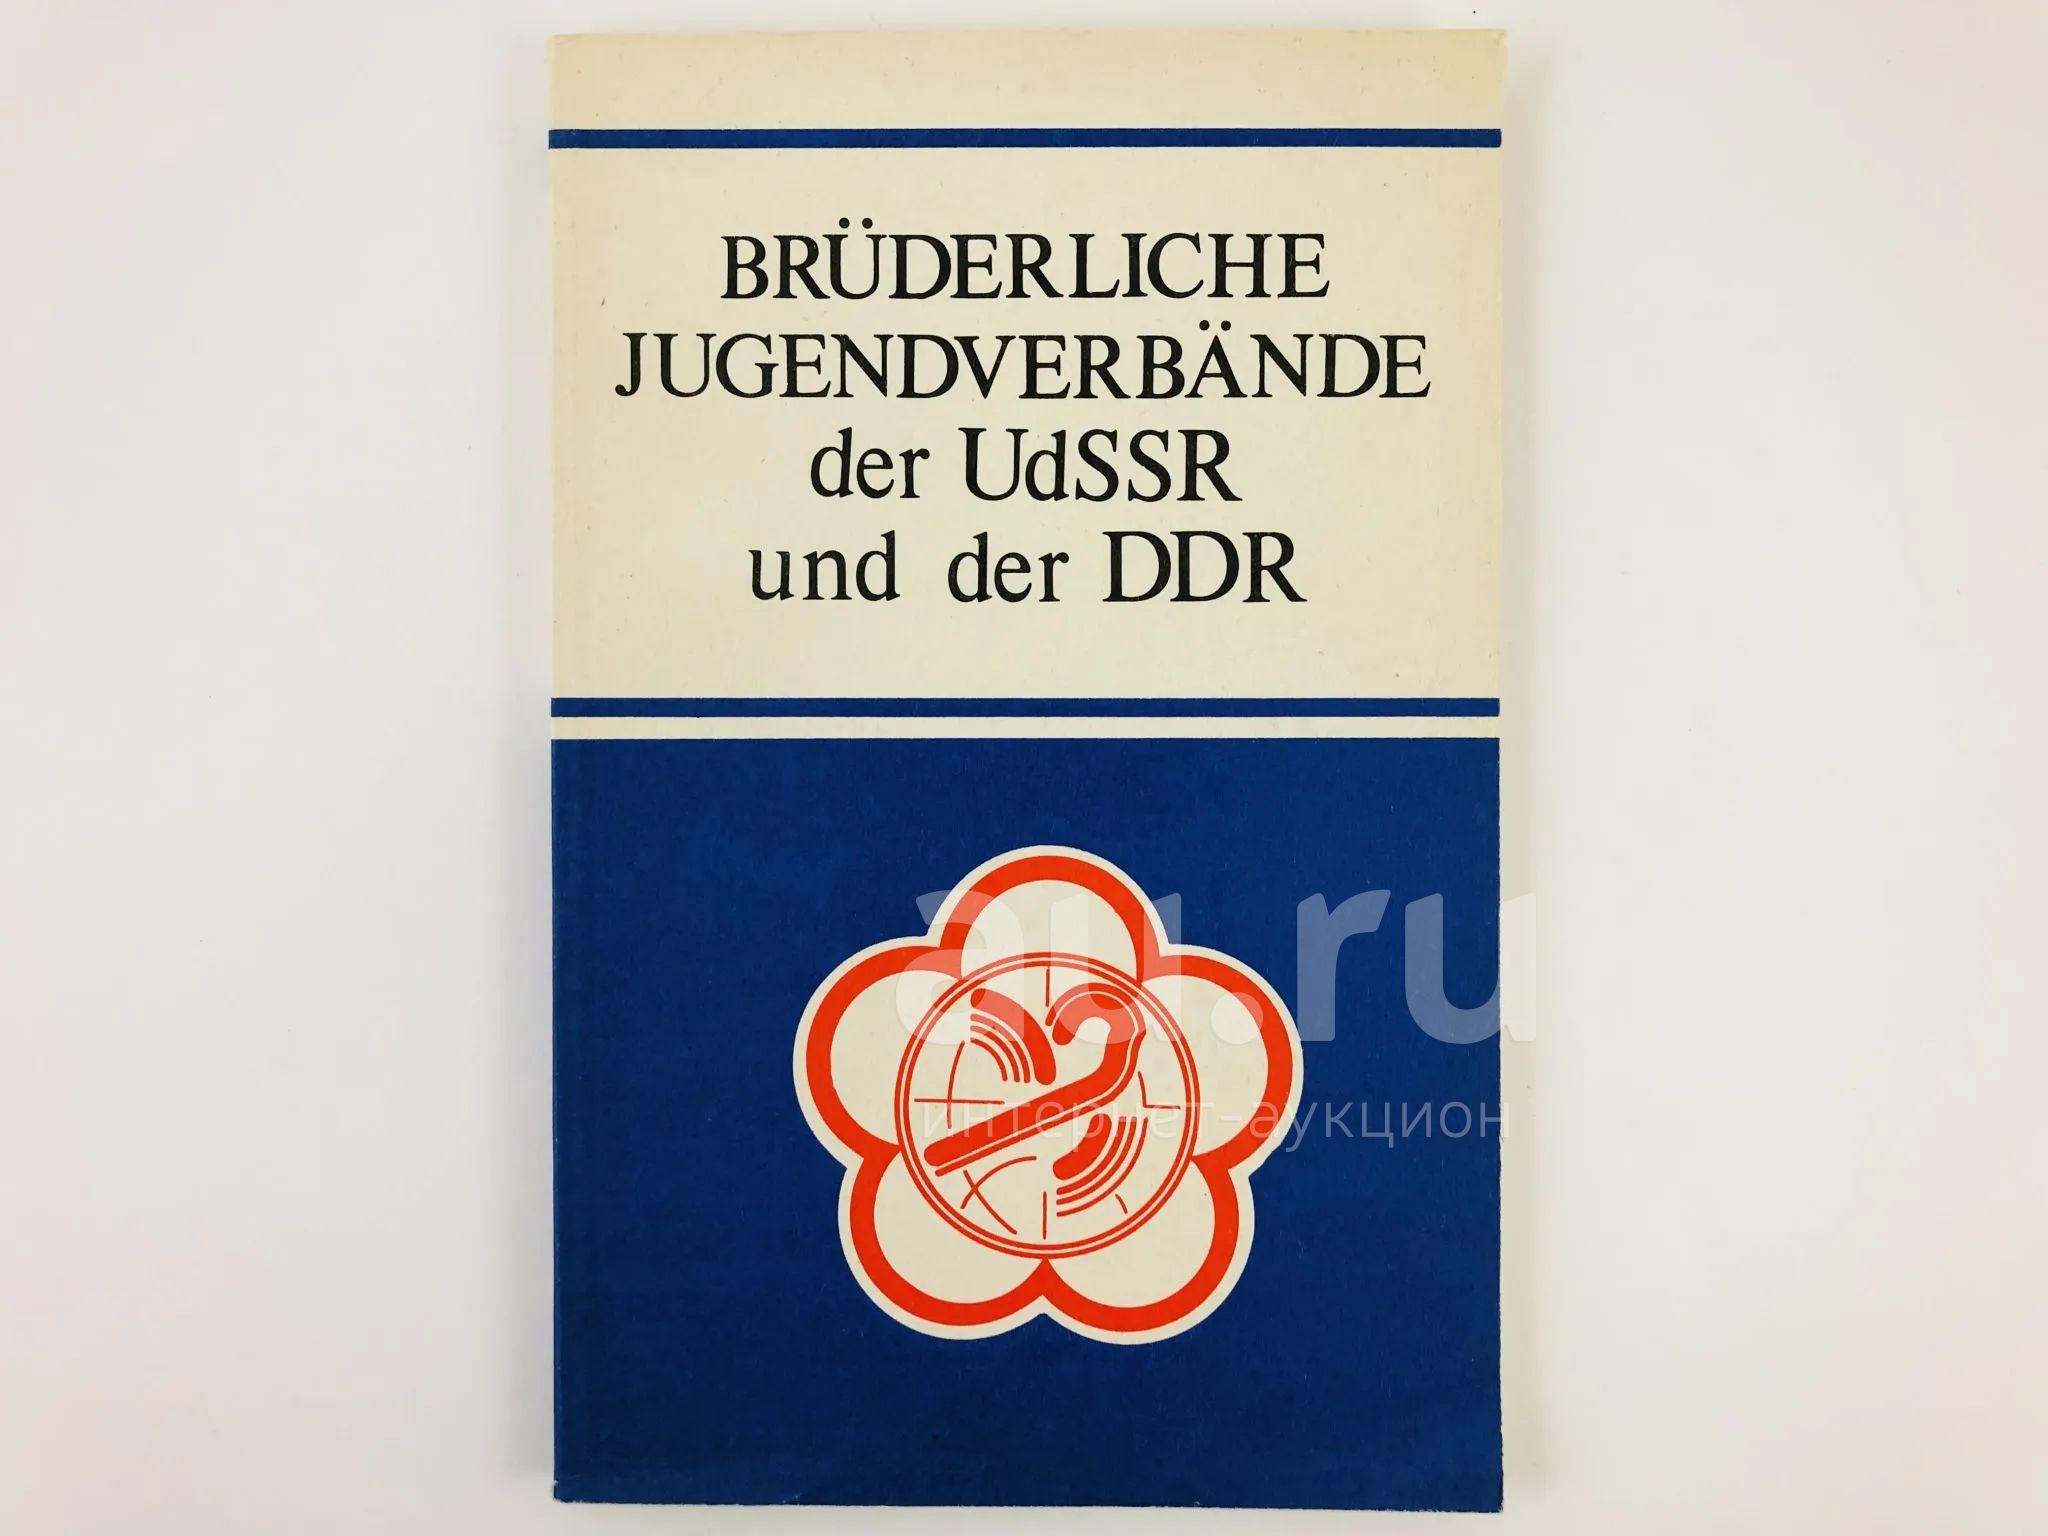 BRÜDERLICHE
JUGENDVERBÄNDE
der UdSSR
und der DDR
au.ru
интернет-аукцион